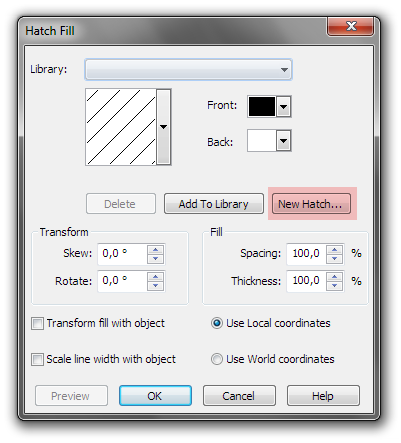 Hatch Fill
Library:
Front:
Back:
Delete Add To Library New Hatch...
Transform Fill
Skew: 0,0 ° Spacing: 100,0 %
Rotate: 0,0 ° Thickness: 100,0 %
Transform fill with object Use Local coordinates
Scale line width with object Use World coordinates
Preview OK Cancel Help